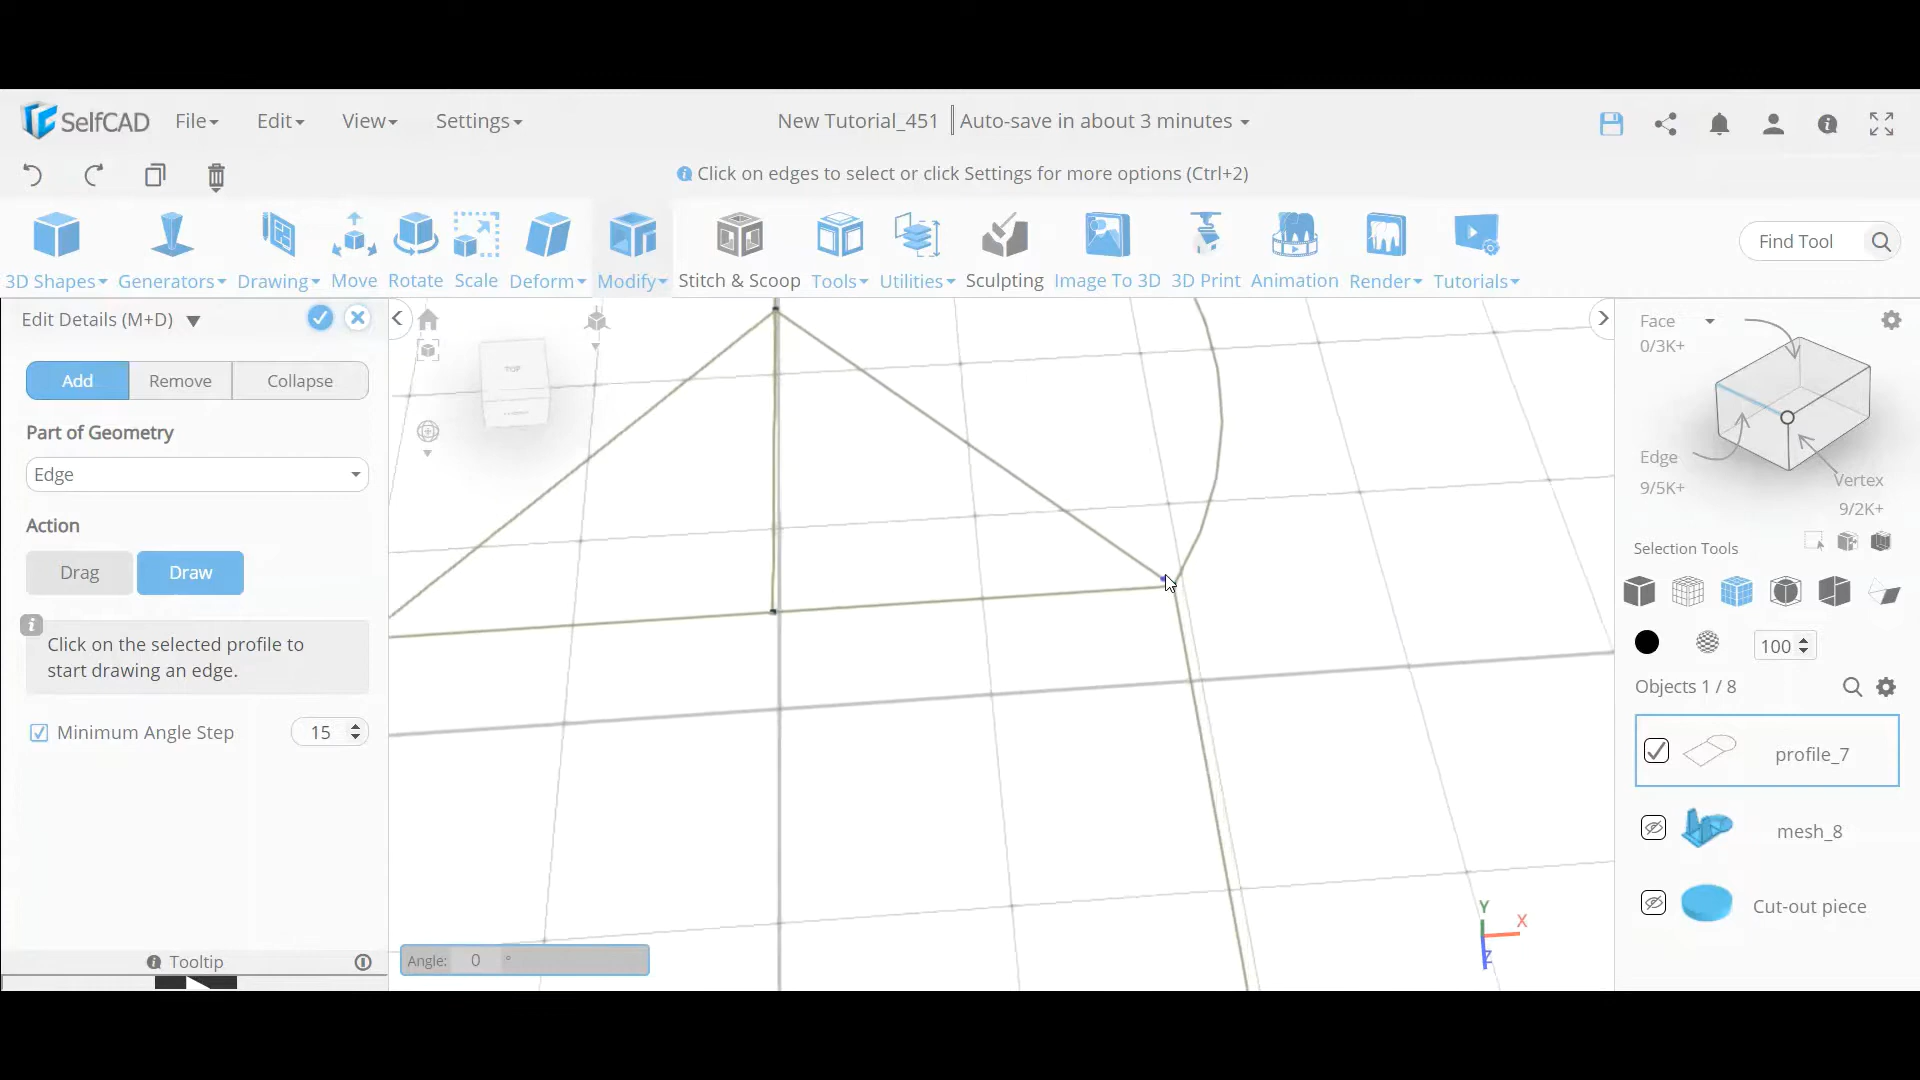 SelfCAD File Edit View Settings New Tutorial_451 Auto-save in about 3 minutes
Click on edges to select or click Settings for more options (Ctrl+2)
3D Shapes Generators Drawing Move Rotate Scale Deform Modify Stitch & Scoop Tools Utilities Sculpting Image To 3D 3D Print Animation Render Tutorials Find Tool
Edit Details (M+D)
Add Remove Collapse
Part of Geometry
Edge
Action
Drag Draw
Click on the selected profile to
start drawing an edge.
Minimum Angle Step 15
Tooltip
TOP
Angle: 0 °
Y
X
Z
Face
0/3K+
Edge
9/5K+
Vertex
9/2K+
Selection Tools
100
Objects 1 / 8
profile_7
mesh_8
Cut-out piece